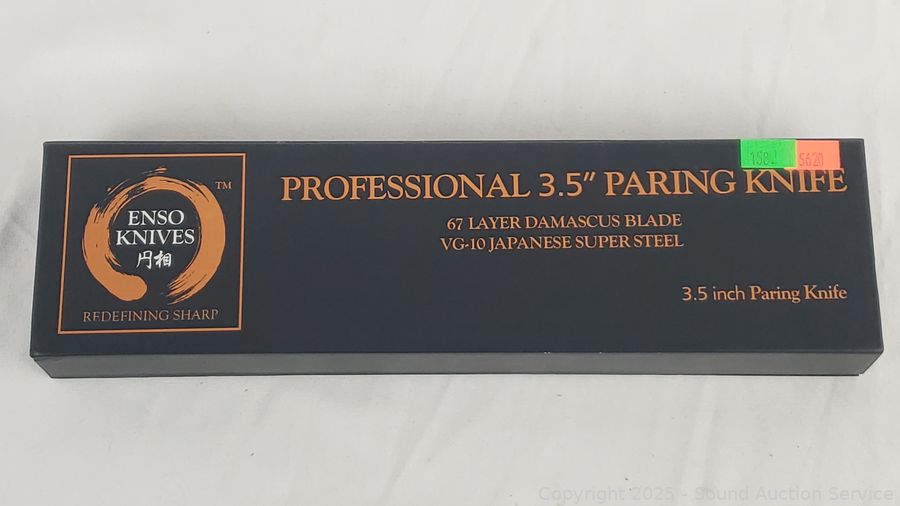 ENSO
KNIVES
円相
TM
REDEFINING SHARP
PROFESSIONAL 3.5" PARING KNIFE
67 LAYER DAMASCUS BLADE
VG-10 JAPANESE SUPER STEEL
3.5 inch Paring Knife
5620
Copyright 2025 - Sound Auction Service